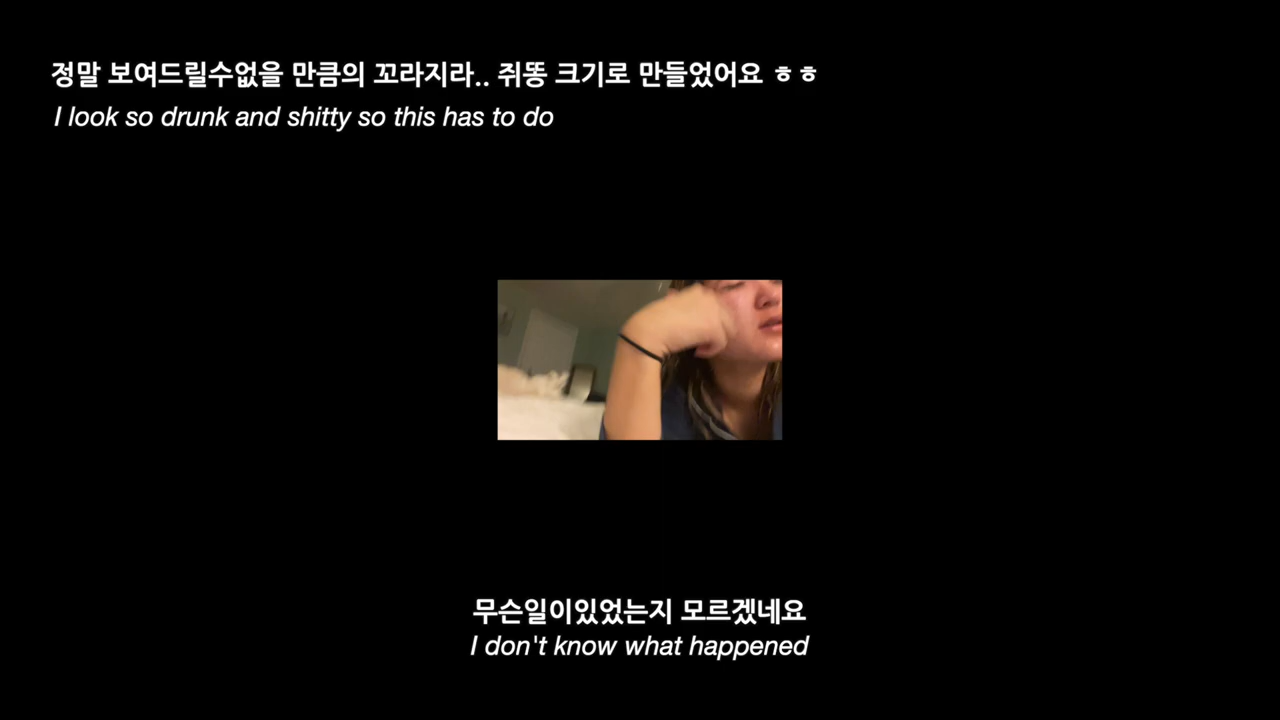 정말 보여드릴수없을 만큼의 꼬라지라.. 쥐똥 크기로 만들었어요 ㅎㅎ
I look so drunk and shitty so this has to do
무슨일이있었는지 모르겠네요
I don't know what happened